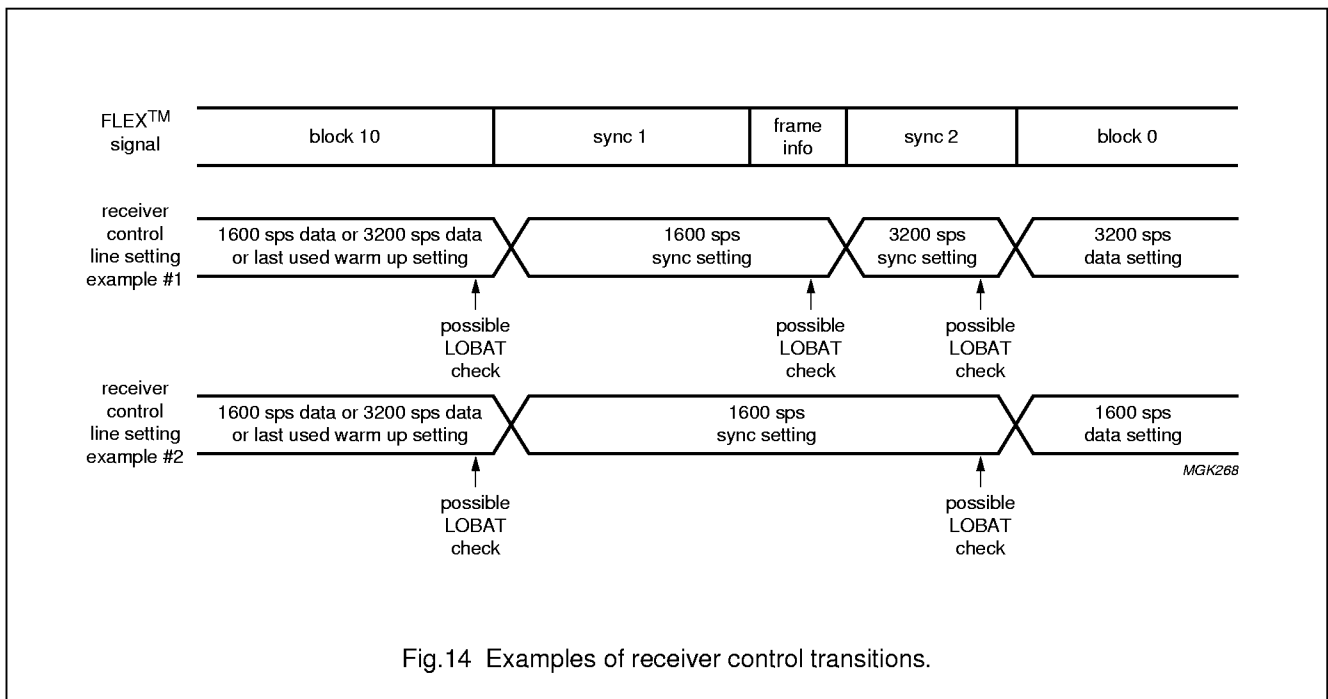 FLEX™
signal
block 10
sync 1
frame
info
sync 2
block 0
receiver
control
line setting
example #1
1600 sps data or 3200 sps data
or last used warm up setting
1600 sps
sync setting
3200 sps
sync setting
3200 sps
data setting
possible
LOBAT
check
possible
LOBAT
check
possible
LOBAT
check
receiver
control
line setting
example #2
1600 sps data or 3200 sps data
or last used warm up setting
1600 sps
sync setting
1600 sps
data setting
MGK268
possible
LOBAT
check
possible
LOBAT
check
Fig.14 Examples of receiver control transitions.